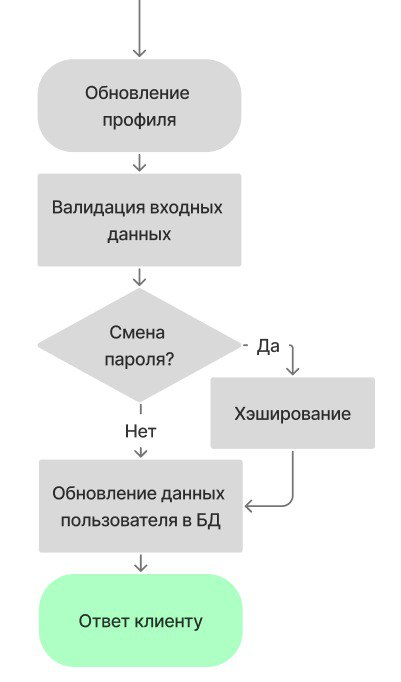 Обновление
профиля
Валидация входных
данных
Смена
пароля?
Да
Хэширование
Нет
Обновление данных
пользователя в БД
Ответ клиенту